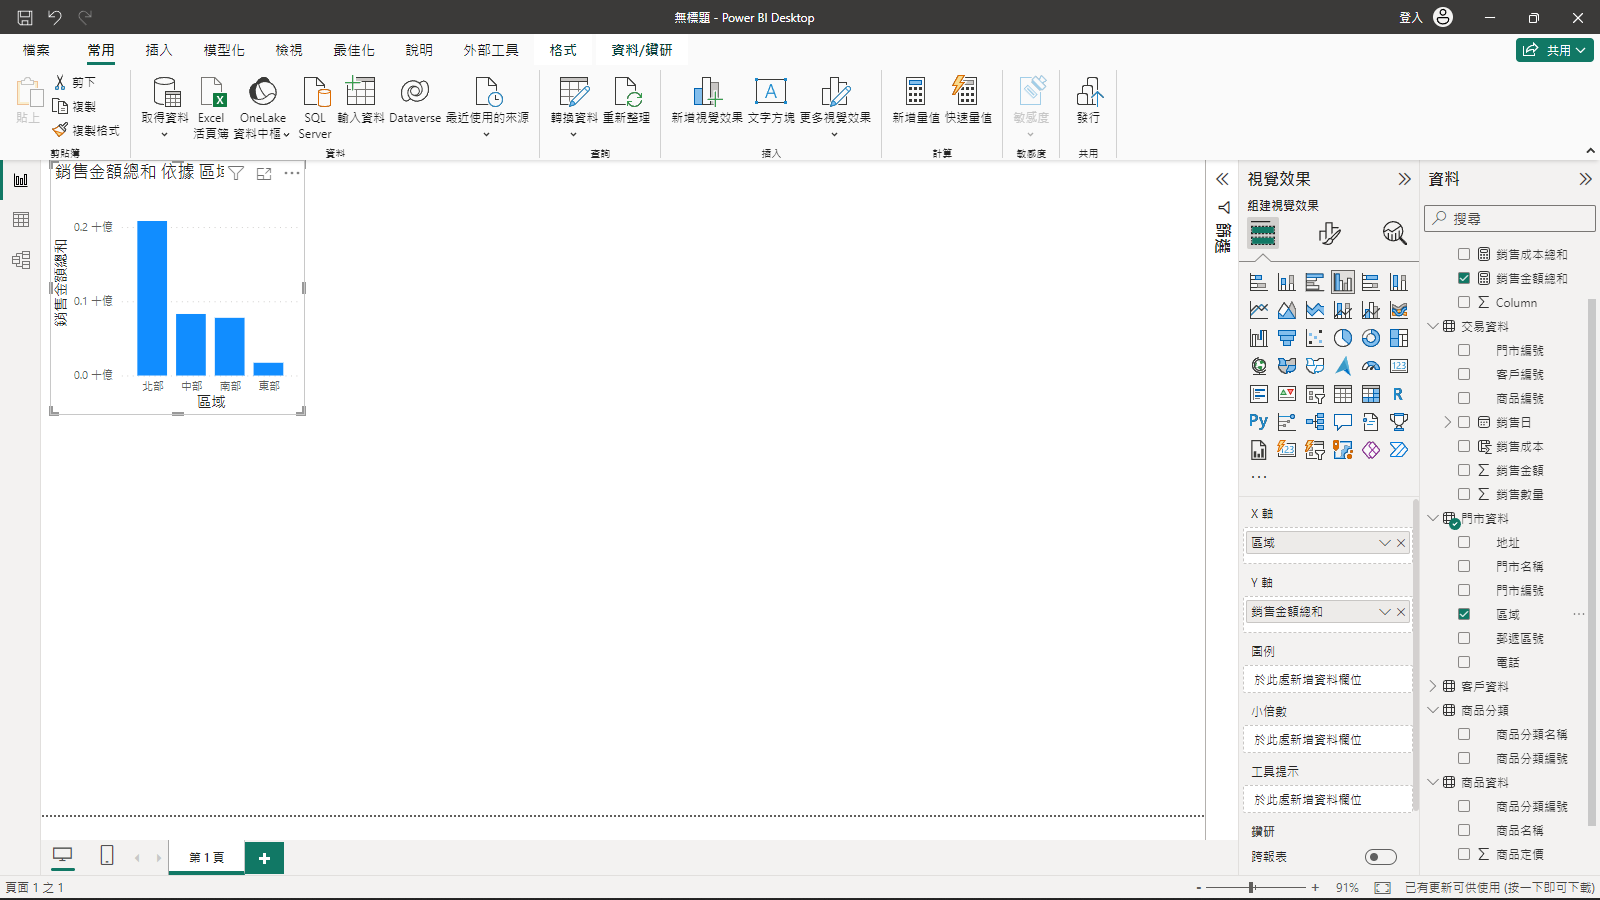 無標題 - Power BI Desktop
登入
檔案 常用 插入 模型化 檢視 最佳化 說明 外部工具 格式 資料/鑽研
共用
貼上
剪下
複製
複製格式
剪貼簿
取得資料
Excel
活頁簿
OneLake
資料中樞
SQL
Server
輸入資料
Dataverse
最近使用的來源
資料
轉換資料
重新整理
查詢
新增視覺效果
文字方塊
更多視覺效果
插入
新增量值
快速量值
計算
敏感度
敏感度
發行
共用
銷售金額總和 依據 區域
0.2 十億
0.1 十億
0.0 十億
銷售金額總和
北部 中部 南部 東部
區域
篩選
視覺效果
組建視覺效果
123
R
Py
123
X 軸
區域
Y 軸
銷售金額總和
圖例
於此處新增資料欄位
小倍數
於此處新增資料欄位
工具提示
於此處新增資料欄位
鑽研
跨報表
資料
搜尋
銷售成本總和
銷售金額總和
Column
交易資料
門市編號
客戶編號
商品編號
銷售日
銷售成本
銷售金額
銷售數量
門市資料
地址
門市名稱
門市編號
區域
郵遞區號
電話
客戶資料
商品分類
商品分類名稱
商品分類編號
商品資料
商品分類編號
商品名稱
商品定價
第 1 頁
頁面 1 之 1
- + 91%
已有更新可供使用 (按一下即可下載)